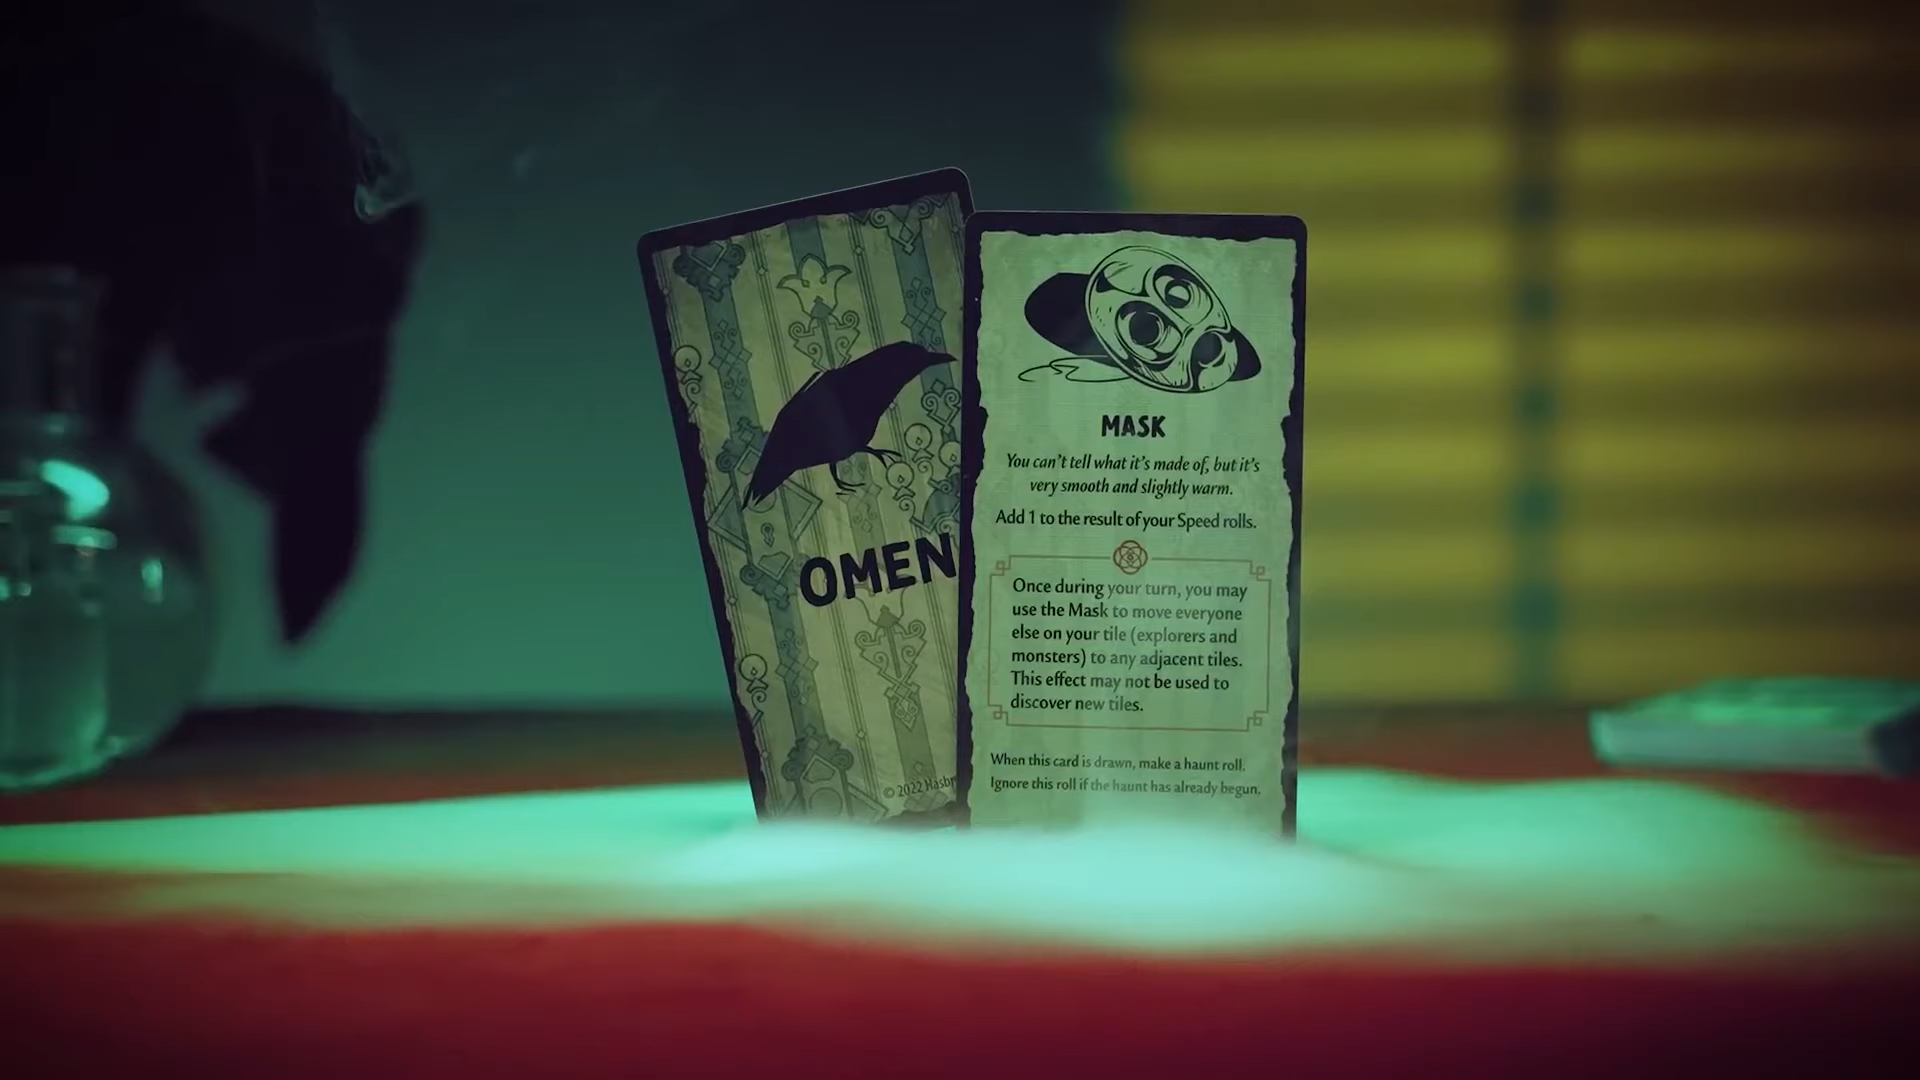 OMEN
© 2022
MASK
You can't tell what it's made of, but it's
very smooth and slightly warm.
Add 1 to the result of your Speed rolls.
Once during your turn, you may
use the Mask to move everyone
else on your tile (explorers and
monsters) to any adjacent tiles.
This effect may not be used to
discover new tiles.
When this card is drawn, make a haunt roll.
Ignore this roll if the haunt has already begun.